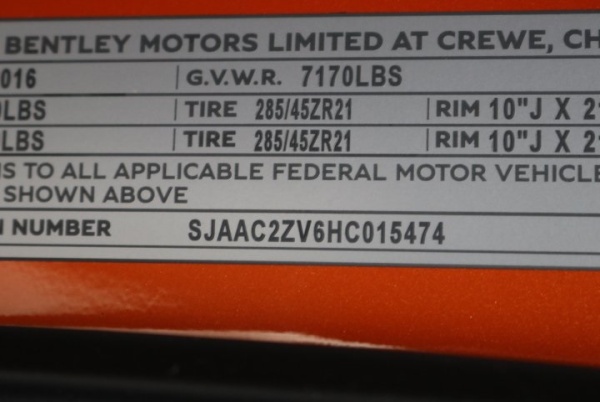 BENTLEY MOTORS LIMITED AT CREWE, CH
016 G.V.W.R. 7170LBS
LBS TIRE 285/45ZR21 RIM 10"J X 2
LBS TIRE 285/45ZR21 RIM 10"J X 2
S TO ALL APPLICABLE FEDERAL MOTOR VEHICLE
SHOWN ABOVE
N NUMBER SJAAC2ZV6HC015474